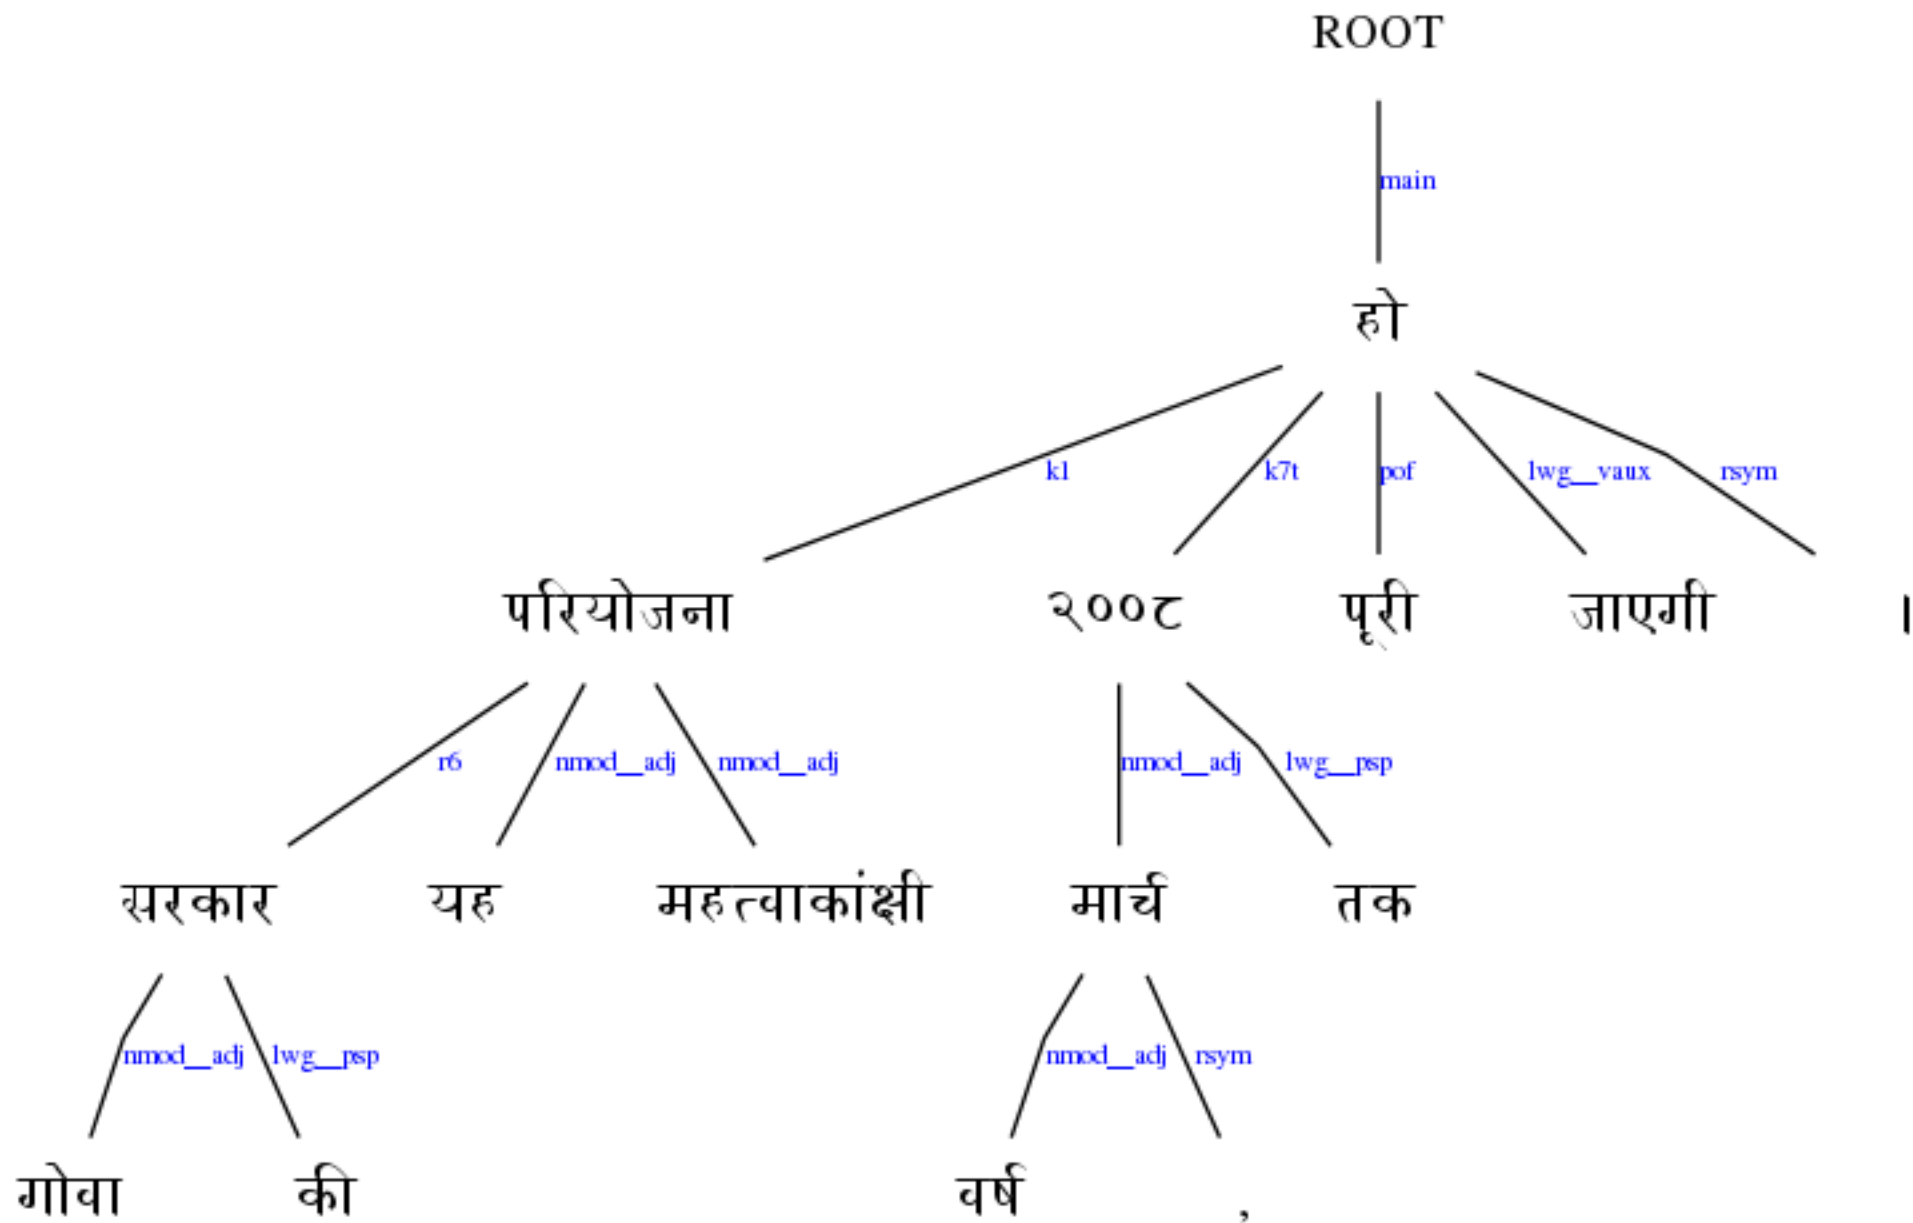 ROOT
main
हो
k1 k7t pof lwg__vaux rsym
परियोजना २००८ पूरी जाएगी ।
r6 nmod__adj nmod__adj nmod__adj lwg__psp
सरकार यह महत्वाकांक्षी मार्च तक
nmod__adj lwg__psp nmod__adj rsym
गोवा की वर्ष ,